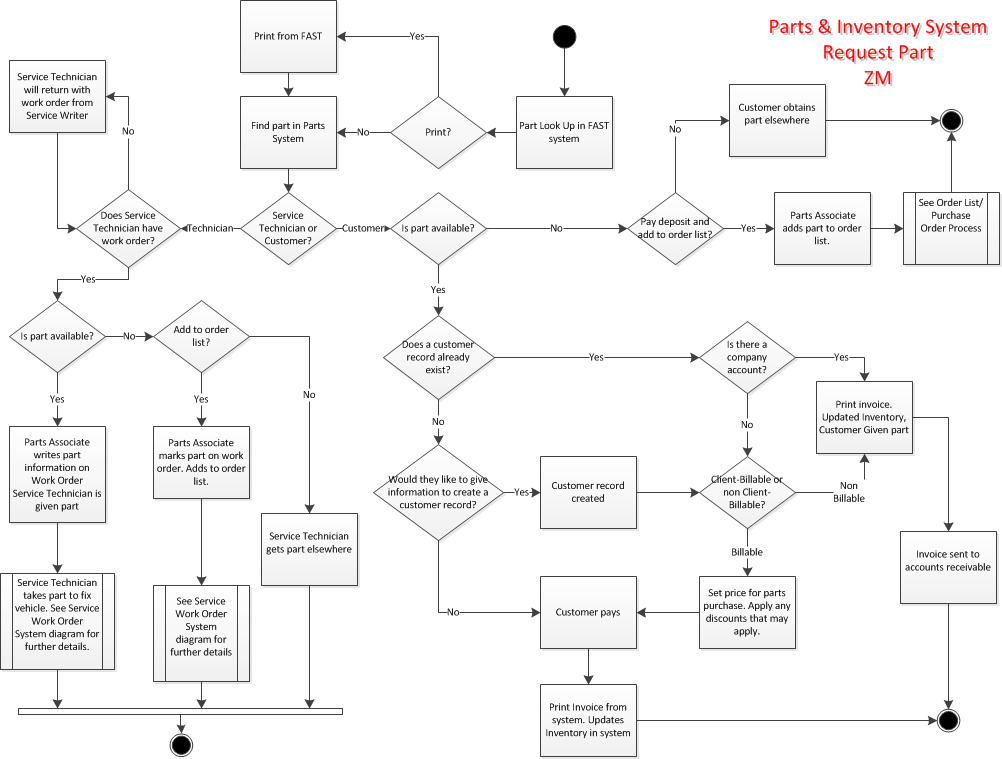 Parts & Inventory System
Request Part
ZM
Print from FAST
Yes
Service Technician
will return with
work order from
Service Writer
No
Find part in Parts
System
No
Print?
Part Look Up in FAST
system
Customer obtains
part elsewhere
No
Does Service
Technician have
work order?
Technician
Service
Technician or
Customer?
Customer
Is part available?
No
Pay deposit and
add to order list?
Yes
Parts Associate
adds part to order
list.
See Order List/
Purchase
Order Process
Yes
Yes
Is part available?
No
Add to order
list?
No
Does a customer
record already
exist?
Yes
Is there a
company
account?
Yes
Yes
Yes
No
No
Print invoice.
Updated Inventory,
Customer Given part
Parts Associate
writes part
information on
Work Order
Service Technician is
given part
Parts Associate
marks part on work
order. Adds to order
list.
Would they like to give
information to create a
customer record?
Yes
Customer record
created
Client-Billable or
non Client-
Billable?
Non
Billable
Service Technician
gets part elsewhere
Billable
Invoice sent to
accounts receivable
Service Technician
takes part to fix
vehicle. See Service
Work Order
System diagram for
further details.
See Service
Work Order
System
diagram for
further details
No
Customer pays
Set price for parts
purchase. Apply any
discounts that may
apply.
Print Invoice from
system. Updates
Inventory in system